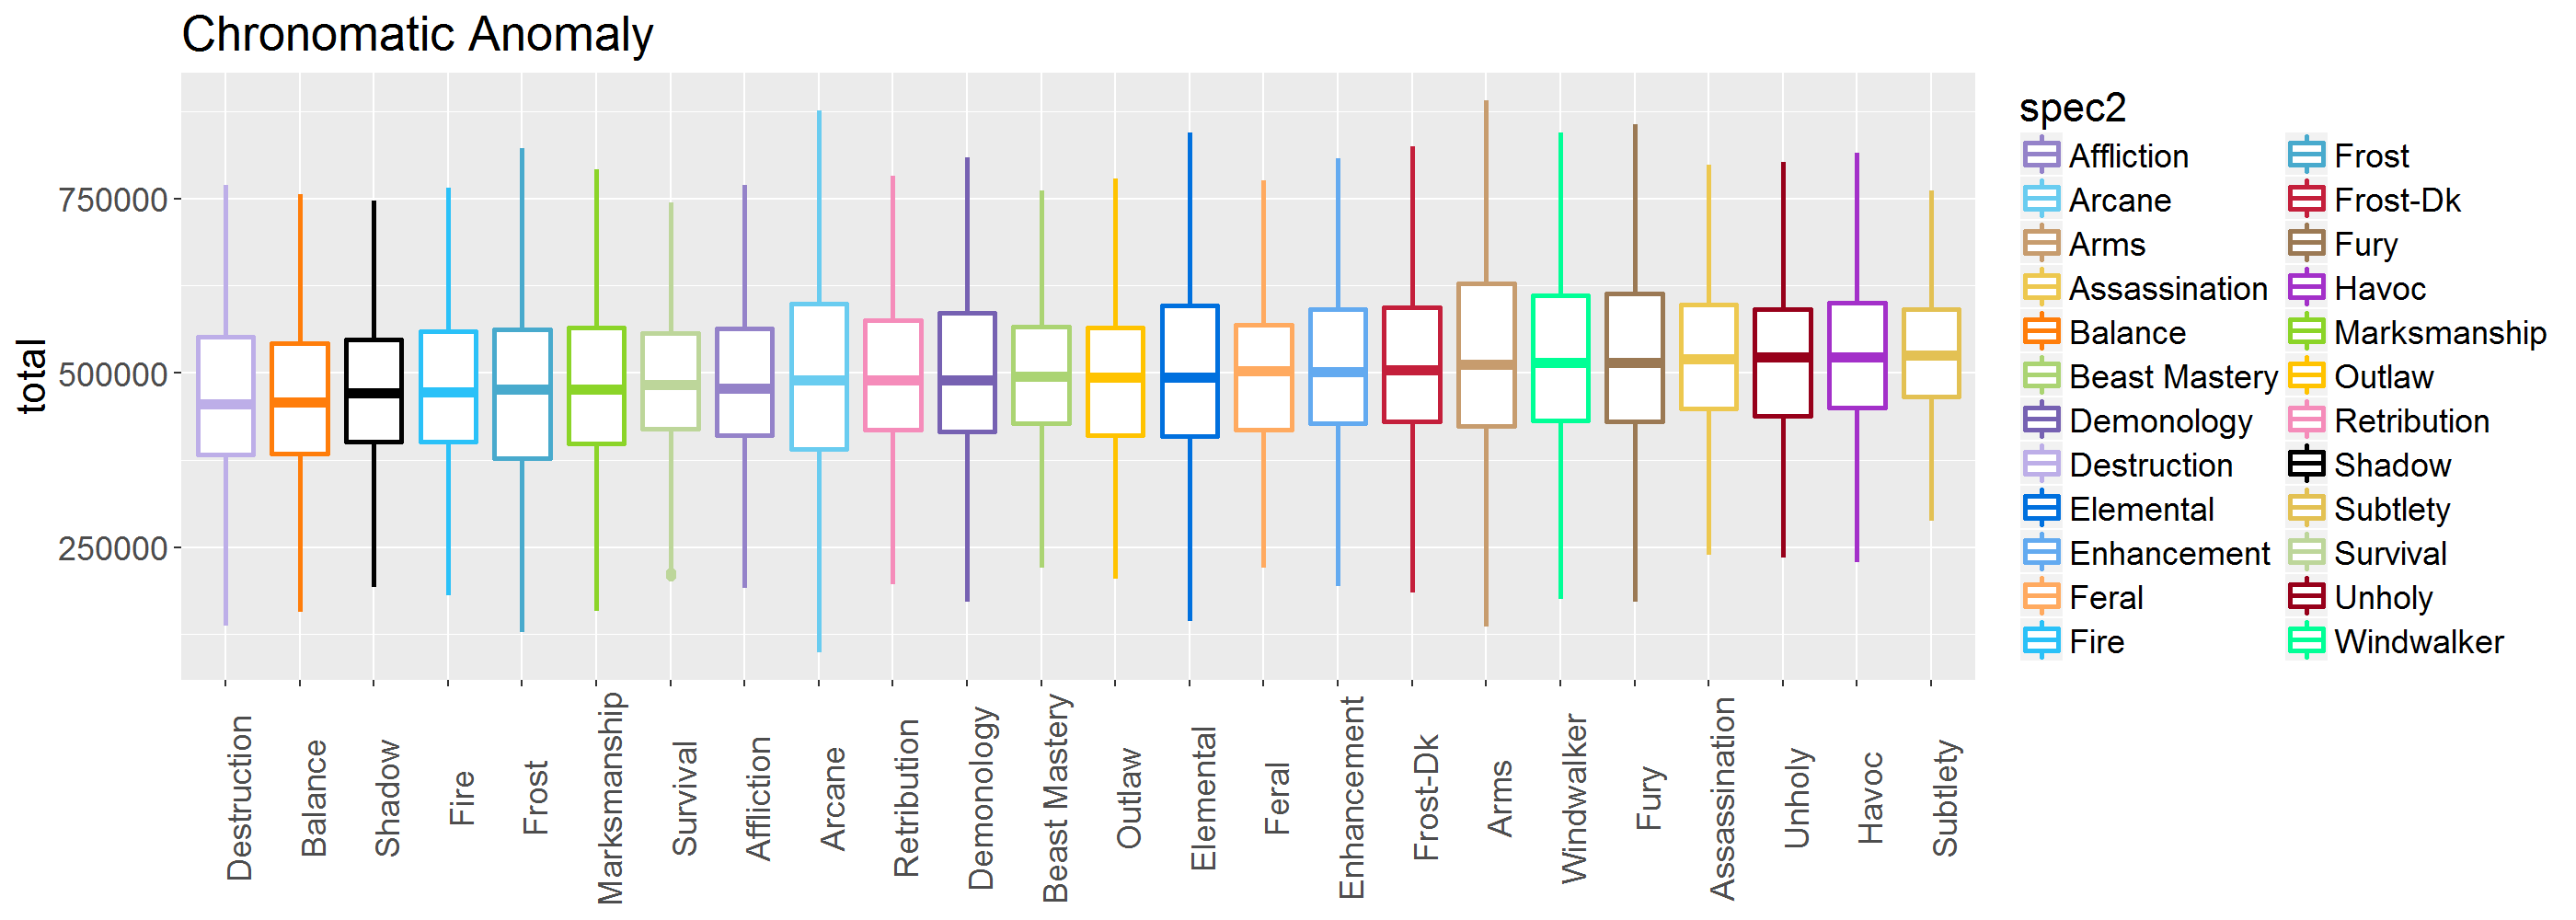 Chronomatic Anomaly
total
750000
500000
250000
Destruction
Balance
Shadow
Fire
Frost
Marksmanship
Survival
Affliction
Arcane
Retribution
Demonology
Beast Mastery
Outlaw
Elemental
Feral
Enhancement
Frost-Dk
Arms
Windwalker
Fury
Assassination
Unholy
Havoc
Subtlety
spec2
Affliction
Arcane
Arms
Assassination
Balance
Beast Mastery
Demonology
Destruction
Elemental
Enhancement
Feral
Fire
Frost
Frost-Dk
Fury
Havoc
Marksmanship
Outlaw
Retribution
Shadow
Subtlety
Survival
Unholy
Windwalker